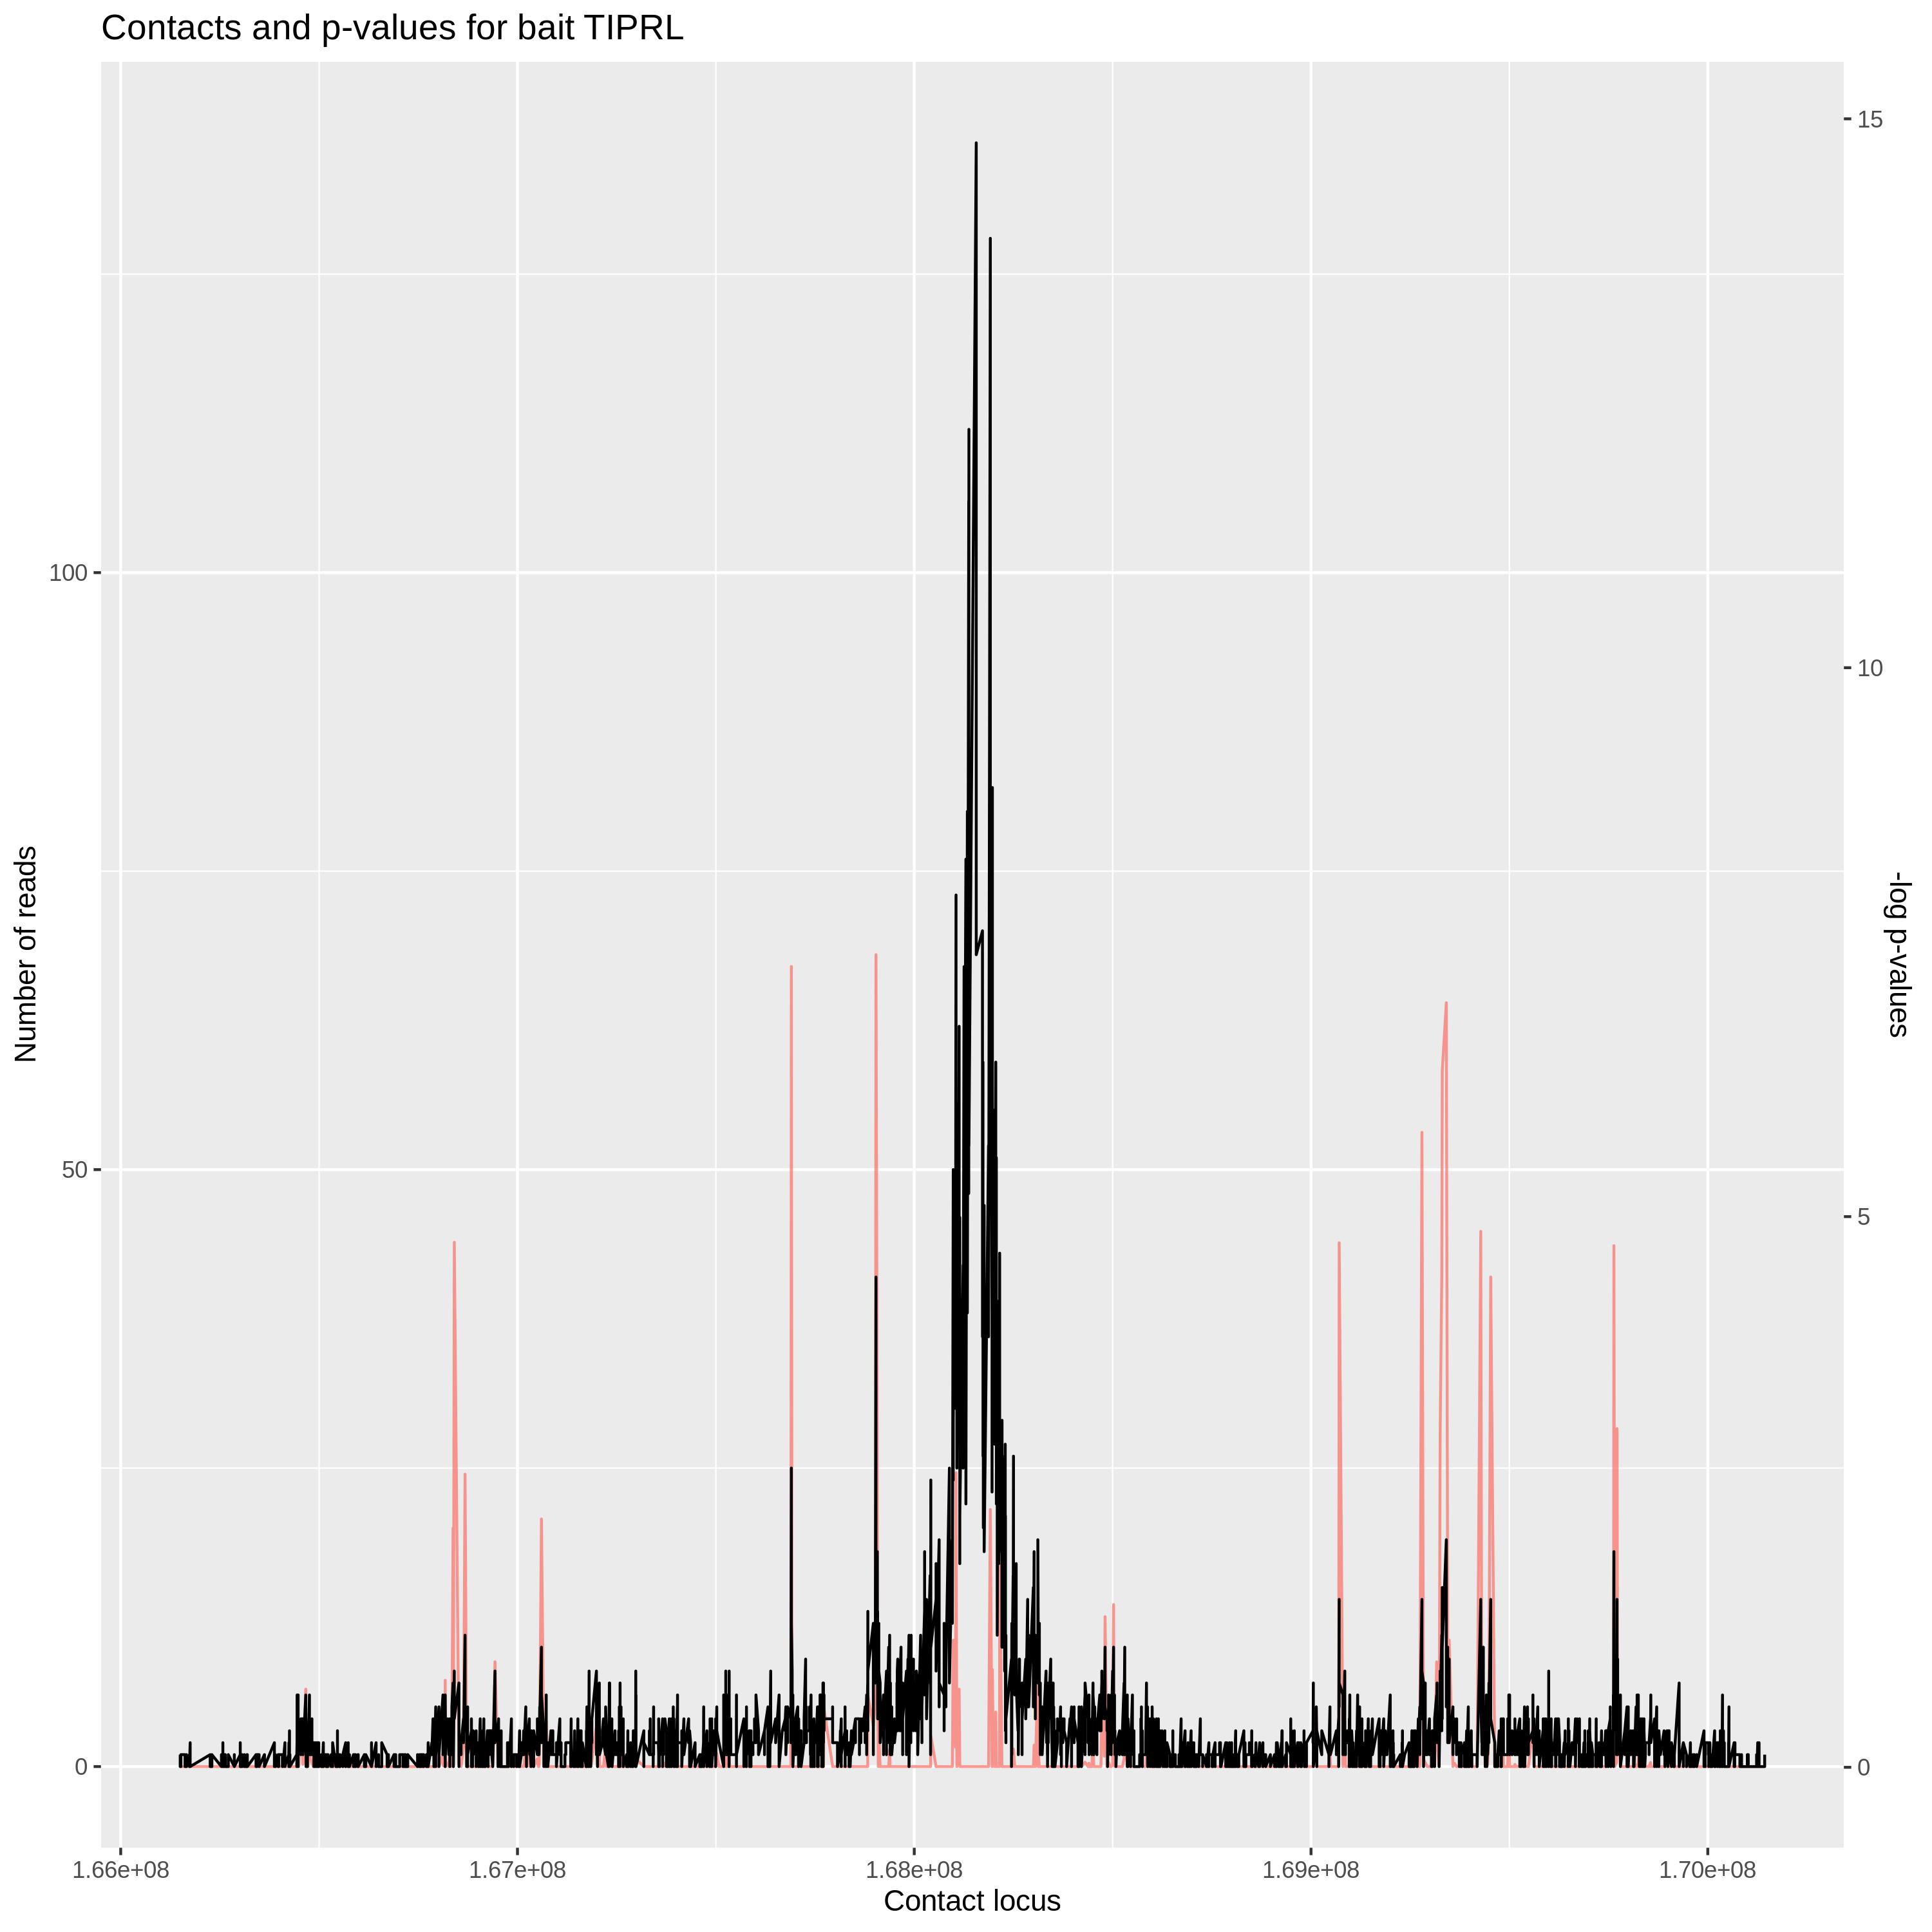 Contacts and p-values for bait TIPRL
15
100
10
Number of reads
-log p-values
50
5
0
0
1.66e+08
1.67e+08
1.68e+08
1.69e+08
1.70e+08
Contact locus